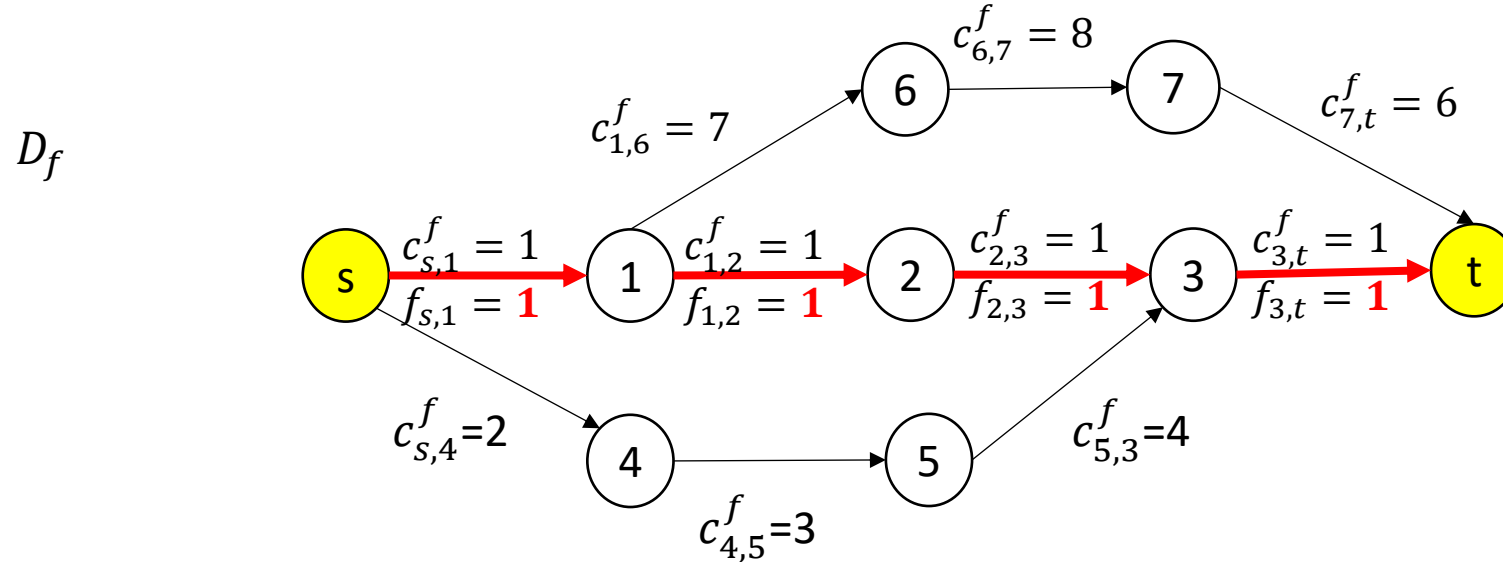 c^f_{6,7} = 8
6
7
c^f_{1,6} = 7
c^f_{7,t} = 6
D_f
c^f_{s,1} = 1
c^f_{1,2} = 1
c^f_{2,3} = 1
c^f_{3,t} = 1
s
1
2
3
t
f_{s,1} = 1
f_{1,2} = 1
f_{2,3} = 1
f_{3,t} = 1
c^f_{s,4}=2
c^f_{5,3}=4
4
5
c^f_{4,5}=3